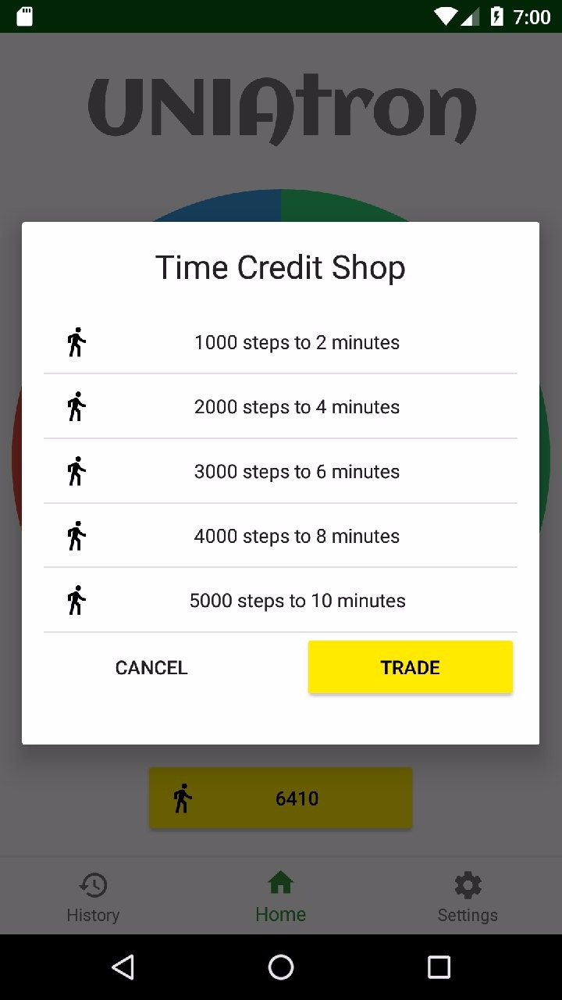 7:00
UNIAtron
Time Credit Shop
1000 steps to 2 minutes
2000 steps to 4 minutes
3000 steps to 6 minutes
4000 steps to 8 minutes
5000 steps to 10 minutes
CANCEL TRADE
6410
History Home Settings